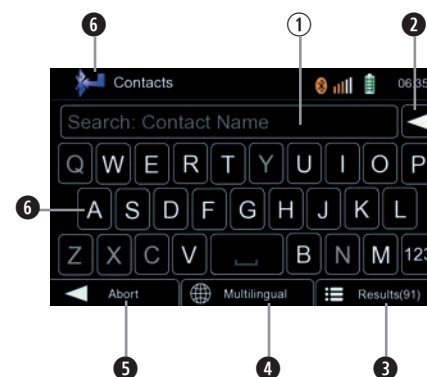 6 1 2
Contacts 06:35
Search: Contact Name
Q W E R T Y U I O P
6 A S D F G H J K L
Z X C V B N M 123
Abort Multilingual Results(91)
5 4 3